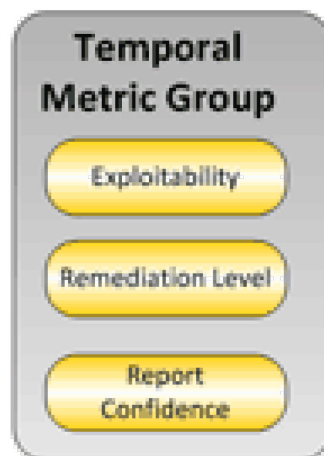 Temporal
Metric Group
Exploitability
Remediation Level
Report
Confidence